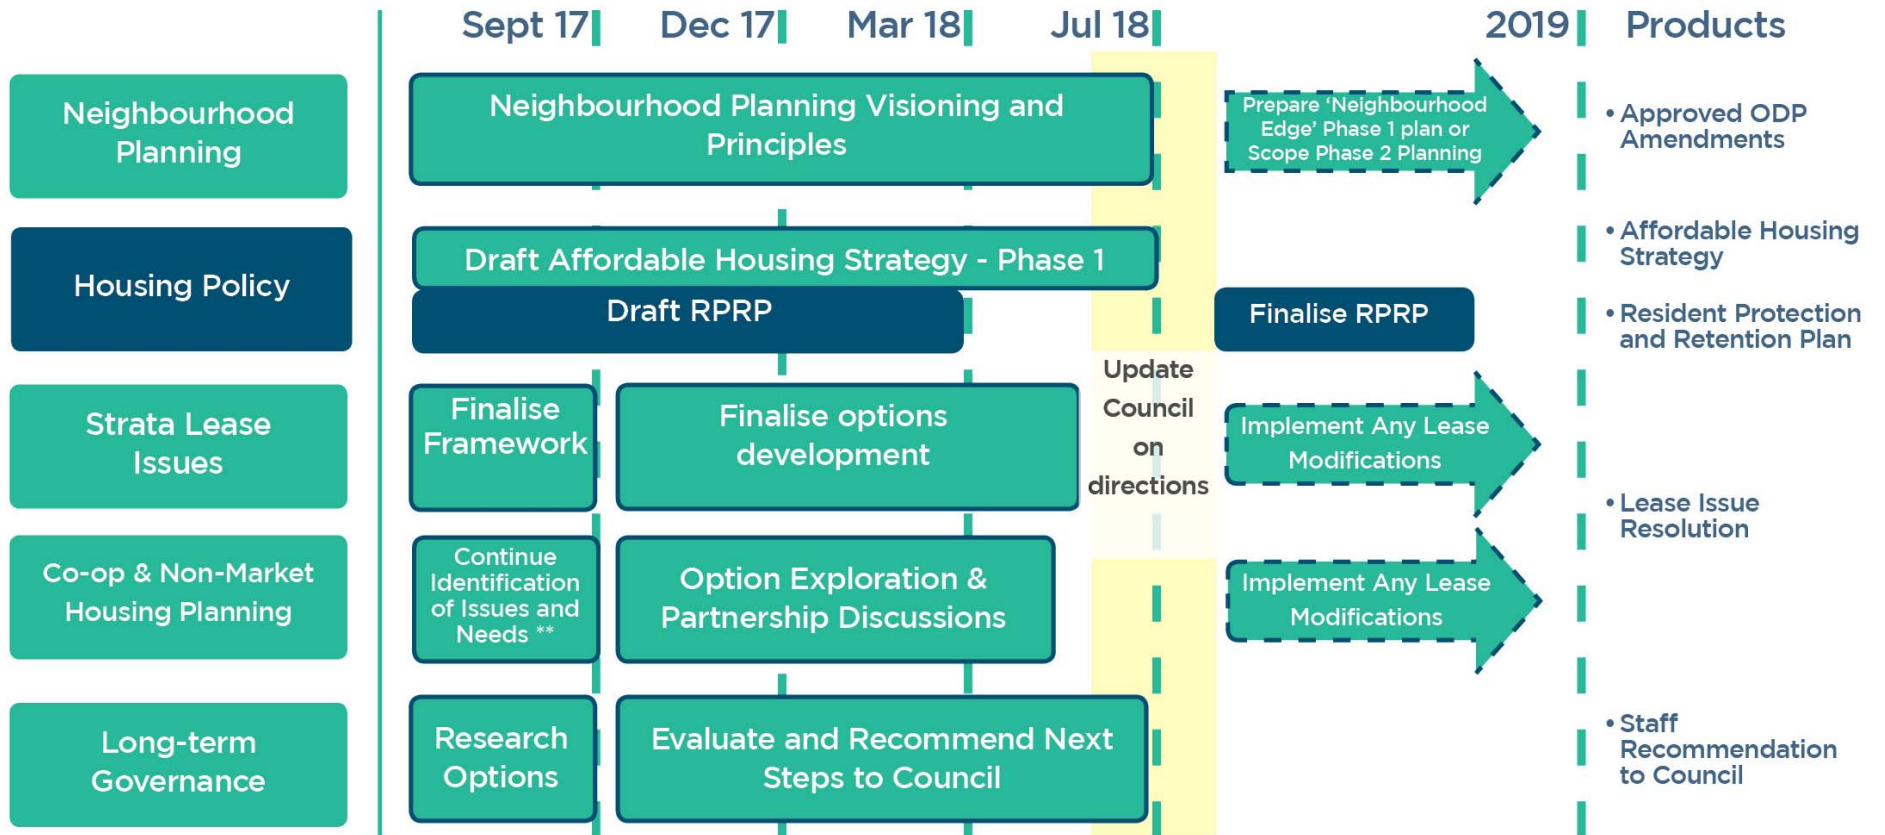 Sept 17
Dec 17
Mar 18
Jul 18
2019
Products
Neighbourhood
Planning
Neighbourhood Planning Visioning and
Principles
Prepare ‘Neighbourhood
Edge’ Phase 1 plan or
Scope Phase 2 Planning
• Approved ODP
Amendments
Housing Policy
Draft Affordable Housing Strategy - Phase 1
Draft RPRP
Finalise RPRP
• Affordable Housing
Strategy
• Resident Protection
and Retention Plan
Update
Council
on
directions
Strata Lease
Issues
Finalise
Framework
Finalise options
development
Implement Any Lease
Modifications
• Lease Issue
Resolution
Co-op & Non-Market
Housing Planning
Continue
Identification
of Issues and
Needs **
Option Exploration &
Partnership Discussions
Implement Any Lease
Modifications
Long-term
Governance
Research
Options
Evaluate and Recommend Next
Steps to Council
• Staff
Recommendation
to Council